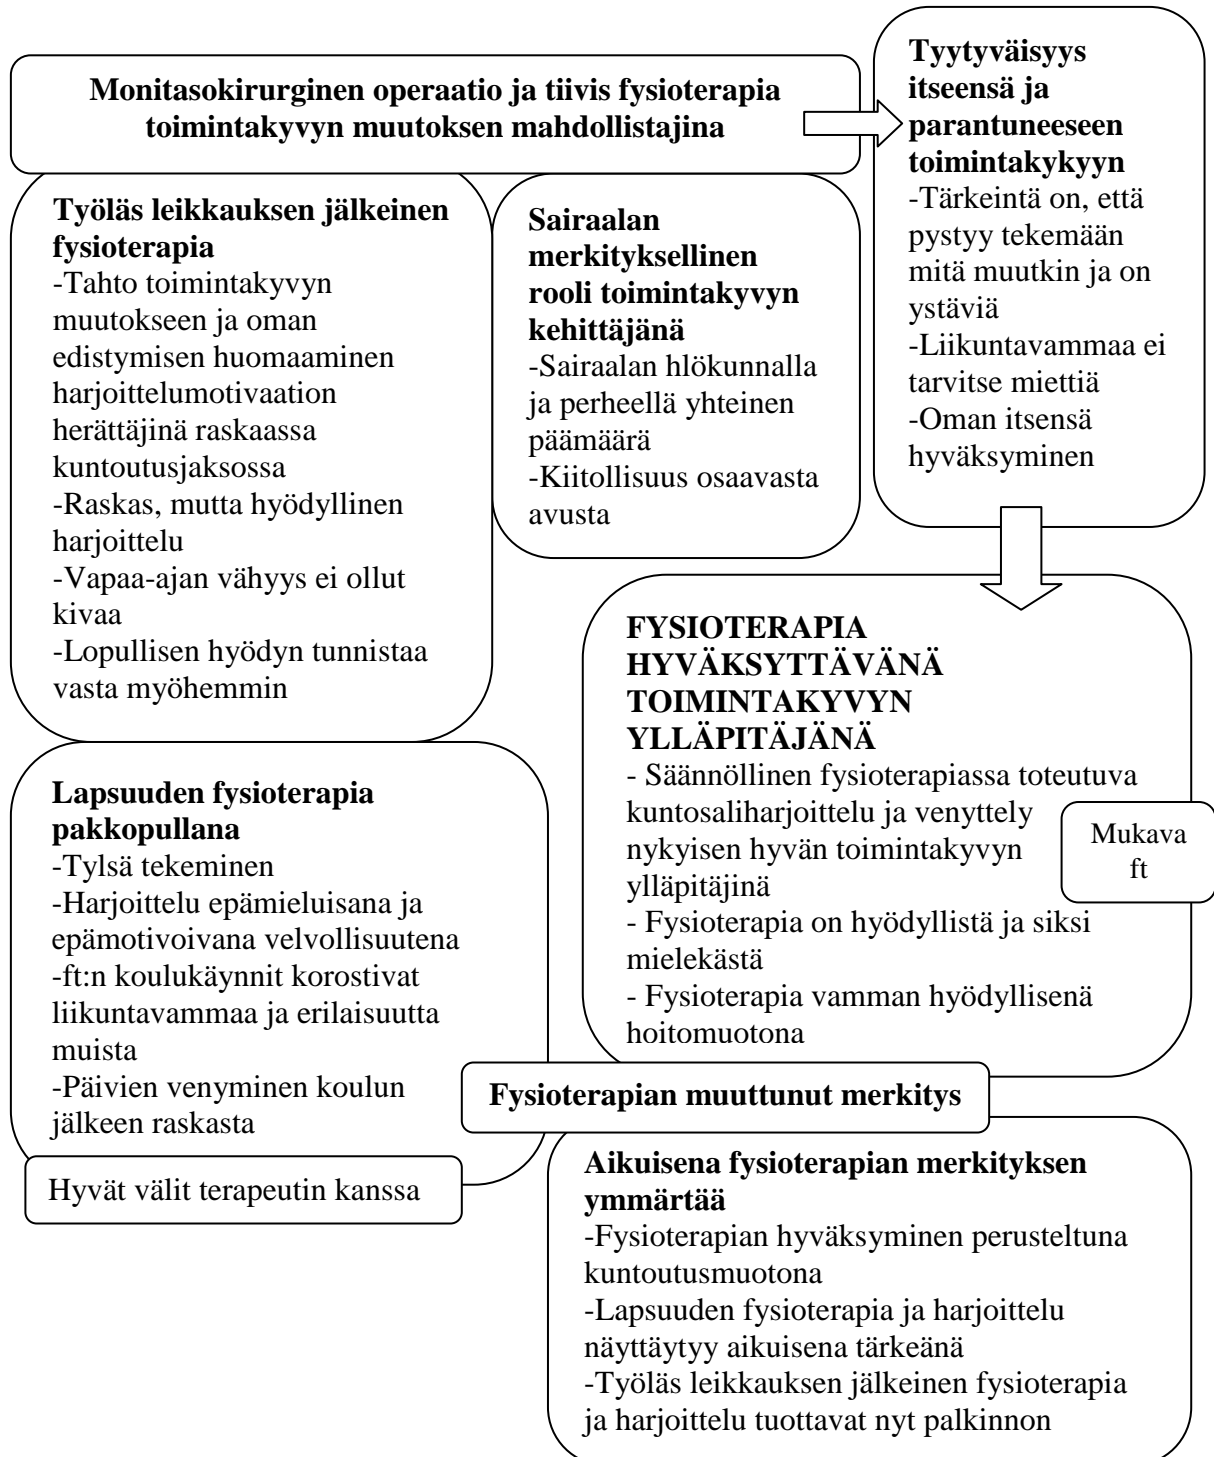 Monitasokirurginen operaatio ja tiivis fysioterapia
toimintakyvyn muutoksen mahdollistajina
Tyytyväisyys
itseensä ja
parantuneeseen
toimintakykyyn
-Tärkeintä on, että
pystyy tekemään
mitä muutkin ja on
ystäviä
-Liikuntavammaa ei
tarvitse miettiä
-Oman itsensä
hyväksyminen
Työläs leikkauksen jälkeinen
fysioterapia
-Tahto toimintakyvyn
muutokseen ja oman
edistymisen huomaaminen
harjoittelumotivaation
herättäjinä raskaassa
kuntoutusjaksossa
-Raskas, mutta hyödyllinen
harjoittelu
-Vapaa-ajan vähyys ei ollut
kivaa
-Lopullisen hyödyn tunnistaa
vasta myöhemmin
Sairaalan
merkityksellinen
rooli toimintakyvyn
kehittäjänä
-Sairaalan hlökunnalla
ja perheellä yhteinen
päämäärä
-Kiitollisuus osaavasta
avusta
FYSIOTERAPIA
HYVÄKSYTTÄVÄNÄ
TOIMINTAKYVYN
YLLÄPITÄJÄNÄ
- Säännöllinen fysioterapiassa toteutuva
kuntosaliharjoittelu ja venyttely
nykyisen hyvän toimintakyvyn
ylläpitäjinä
- Fysioterapia on hyödyllistä ja siksi
mielekästä
- Fysioterapia vamman hyödyllisenä
hoitomuotona
Mukava
ft
Lapsuuden fysioterapia
pakkopullana
-Tylsä tekeminen
-Harjoittelu epämieluisana ja
epämotivoivana velvollisuutena
-ft:n koulukäynnit korostivat
liikuntavammaa ja erilaisuutta
muista
-Päivien venyminen koulun
jälkeen raskasta
Hyvät välit terapeutin kanssa
Fysioterapian muuttunut merkitys
Aikuisena fysioterapian merkityksen
ymmärtää
-Fysioterapian hyväksyminen perusteltuna
kuntoutusmuotona
-Lapsuuden fysioterapia ja harjoittelu
näyttäytyy aikuisena tärkeänä
-Työläs leikkauksen jälkeinen fysioterapia
ja harjoittelu tuottavat nyt palkinnon